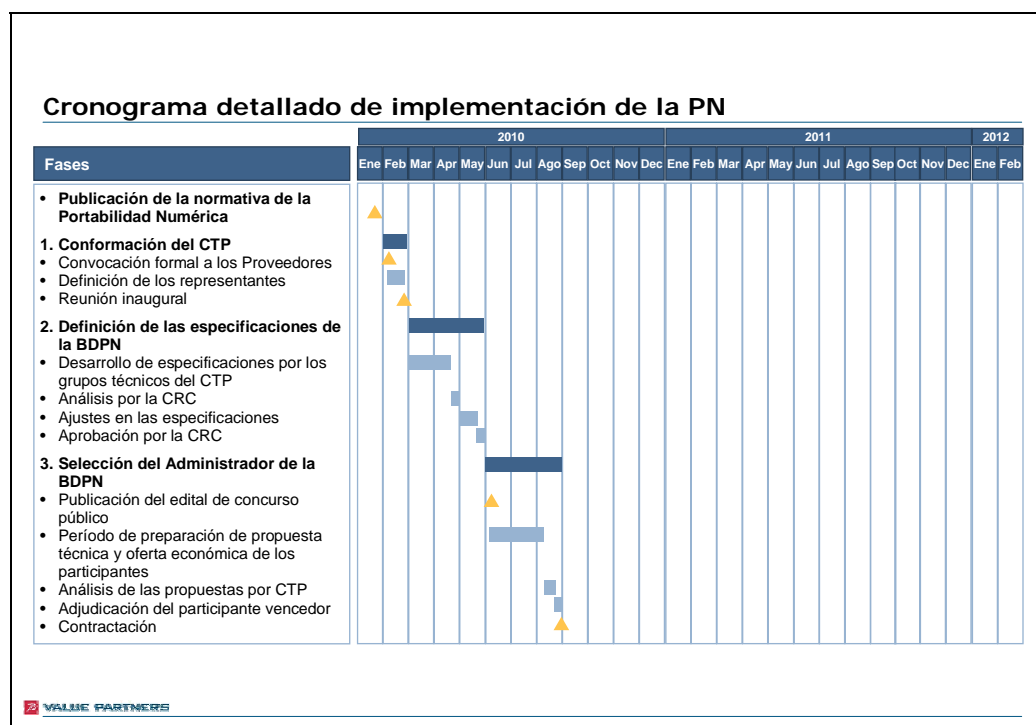 Cronograma detallado de implementación de la PN
2010 2011 2012
Fases
Ene Feb Mar Apr May Jun Jul Ago Sep Oct Nov Dec Ene Feb Mar Apr May Jun Jul Ago Sep Oct Nov Dec Ene Feb
• Publicación de la normativa de la
Portabilidad Numérica
1. Conformación del CTP
• Convocación formal a los Proveedores
• Definición de los representantes
• Reunión inaugural
2. Definición de las especificaciones de
la BDPN
• Desarrollo de especificaciones por los
grupos técnicos del CTP
• Análisis por la CRC
• Ajustes en las especificaciones
• Aprobación por la CRC
3. Selección del Administrador de la
BDPN
• Publicación del edital de concurso
público
• Período de preparación de propuesta
técnica y oferta económica de los
participantes
• Análisis de las propuestas por CTP
• Adjudicación del participante vencedor
• Contractación
VALUE PARTNERS